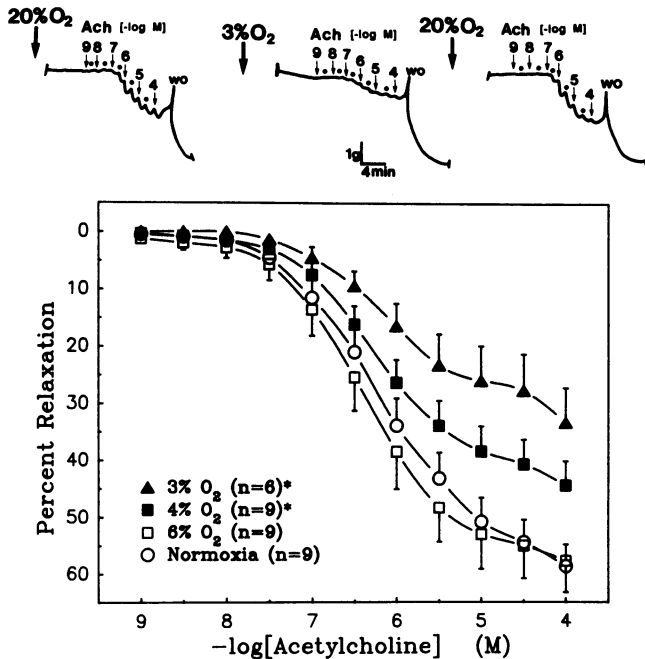 20%O₂
Ach [-log M]
9 8 7 6 5 4 wo
3%O₂
Ach [-log M]
9 8 7 6 5 4 wo
20%O₂
Ach [-log M]
9 8 7 6 5 4 wo
1g
4min
Percent Relaxation
0
10
20
30
40
50
60
3% O₂ (n=6)*
4% O₂ (n=9)*
6% O₂ (n=9)
Normoxia (n=9)
9 8 7 6 5 4
-log[Acetylcholine] (M)